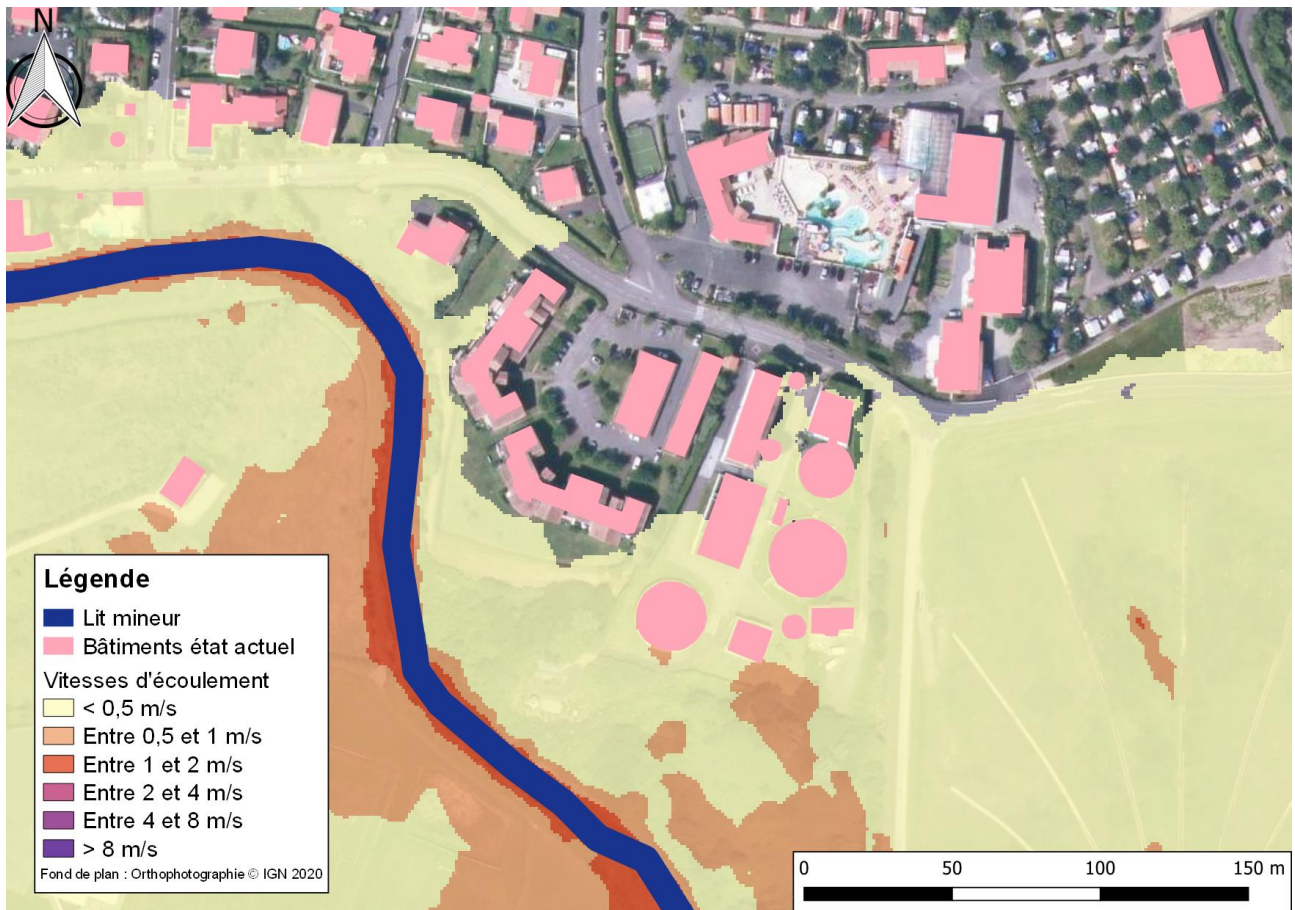 N
Légende
Lit mineur
Bâtiments état actuel
Vitesses d'écoulement
< 0,5 m/s
Entre 0,5 et 1 m/s
Entre 1 et 2 m/s
Entre 2 et 4 m/s
Entre 4 et 8 m/s
> 8 m/s
Fond de plan : Orthophotographie © IGN 2020
0 50 100 150 m